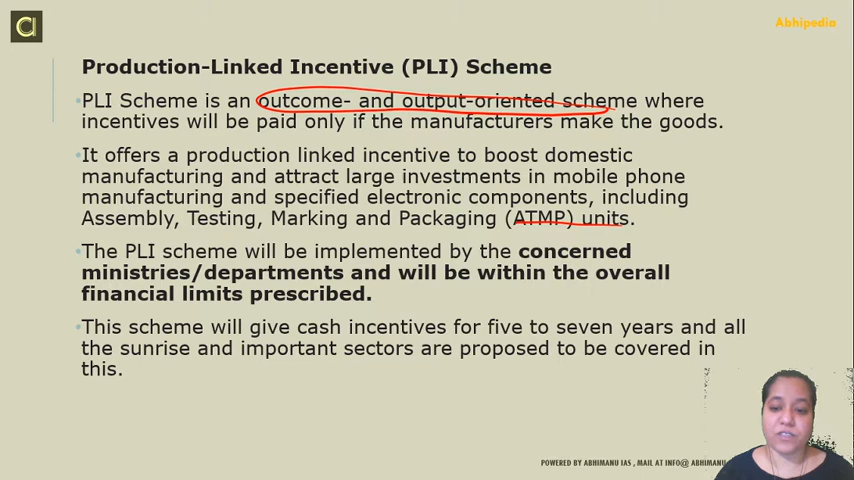 Abhipedia
Production-Linked Incentive (PLI) Scheme
•PLI Scheme is an outcome- and output-oriented scheme where
incentives will be paid only if the manufacturers make the goods.
•It offers a production linked incentive to boost domestic
manufacturing and attract large investments in mobile phone
manufacturing and specified electronic components, including
Assembly, Testing, Marking and Packaging (ATMP) units.
•The PLI scheme will be implemented by the concerned
ministries/departments and will be within the overall
financial limits prescribed.
•This scheme will give cash incentives for five to seven years and all
the sunrise and important sectors are proposed to be covered in
this.
POWERED BY ABHIMANU IAS , MAIL AT INFO@ ABHIMANU